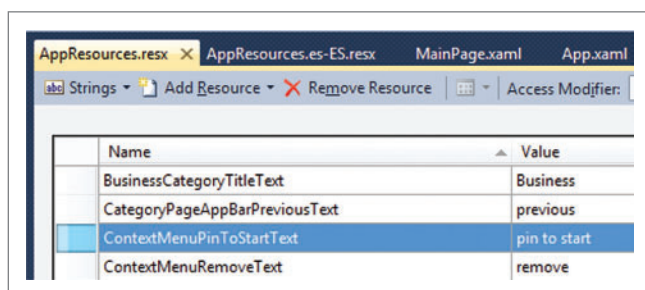 AppResources.resx AppResources.es-ES.resx MainPage.xaml App.xaml
abc Strings Add Resource Remove Resource Access Modifier:
Name Value
BusinessCategoryTitleText Business
CategoryPageAppBarPreviousText previous
ContextMenuPinToStartText pin to start
ContextMenuRemoveText remove